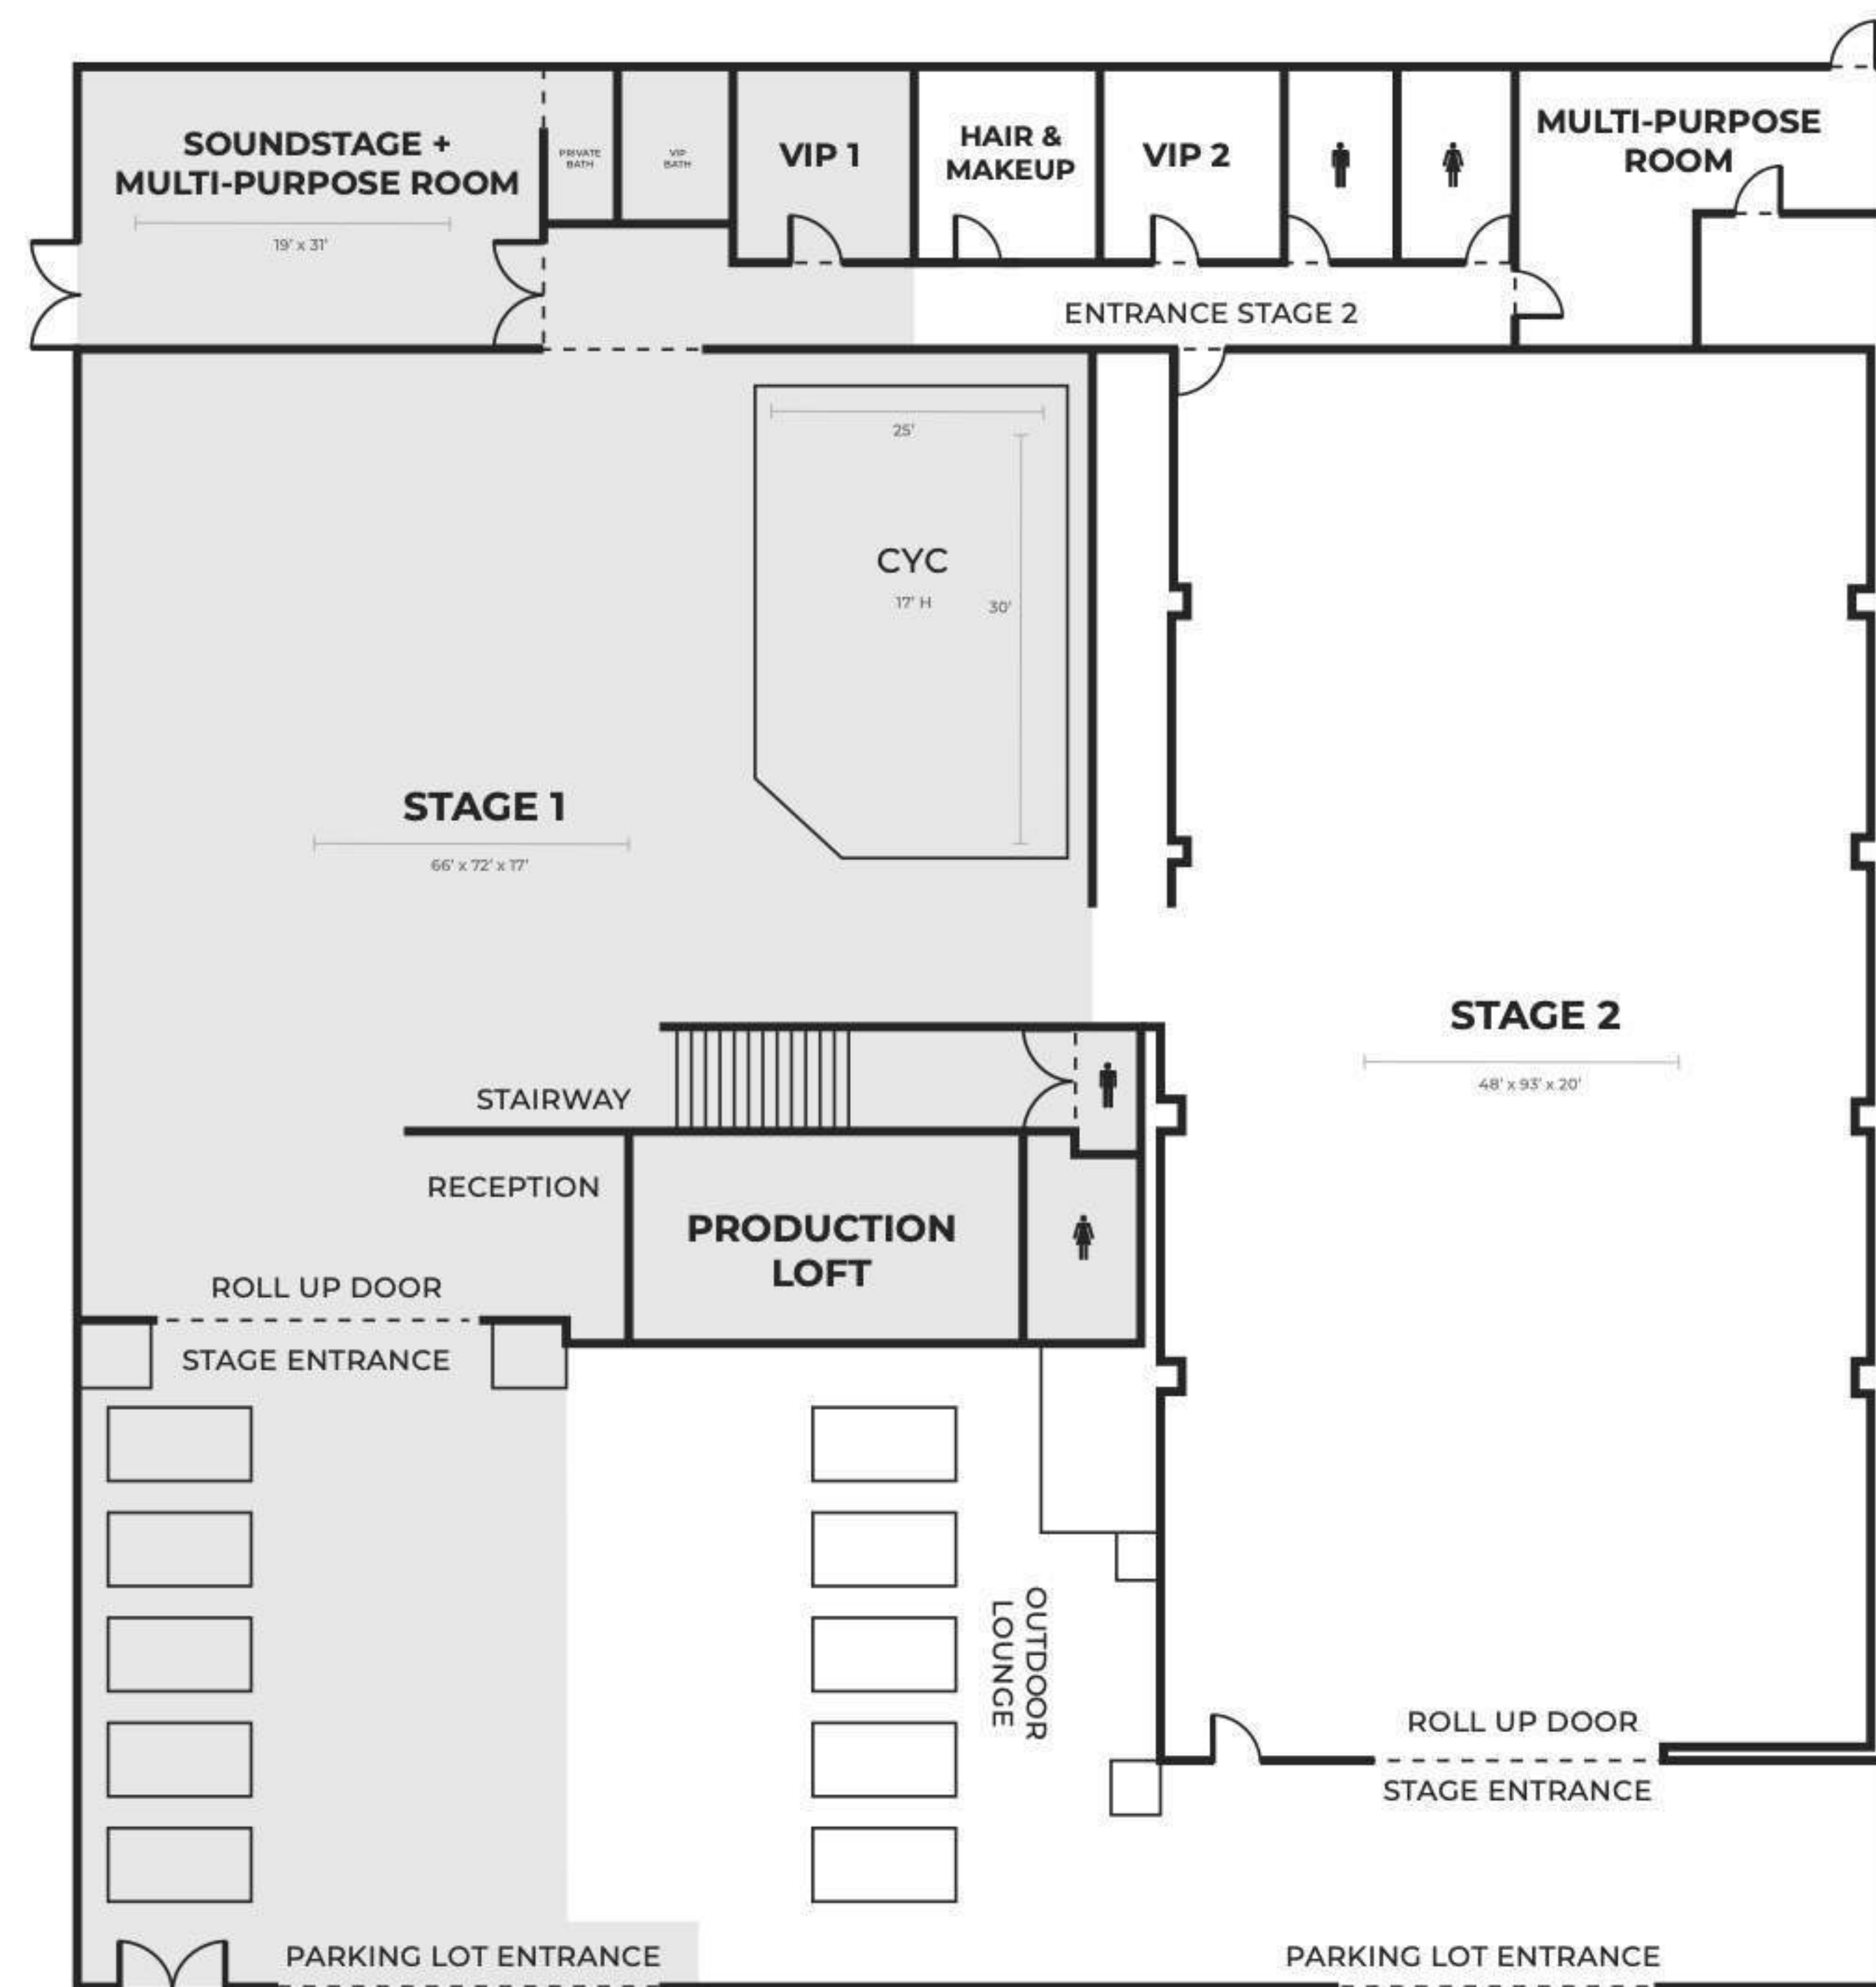 SOUNDSTAGE +
MULTI-PURPOSE ROOM
19' x 31'
PRIVATE
BATH
VIP
BATH
VIP 1
HAIR &
MAKEUP
VIP 2
MULTI-PURPOSE
ROOM
ENTRANCE STAGE 2
25'
CYC
17' H
30'
STAGE 1
66' x 72' x 17'
STAGE 2
48' x 93' x 20'
STAIRWAY
RECEPTION
PRODUCTION
LOFT
ROLL UP DOOR
STAGE ENTRANCE
OUTDOOR
LOUNGE
ROLL UP DOOR
STAGE ENTRANCE
PARKING LOT ENTRANCE
PARKING LOT ENTRANCE